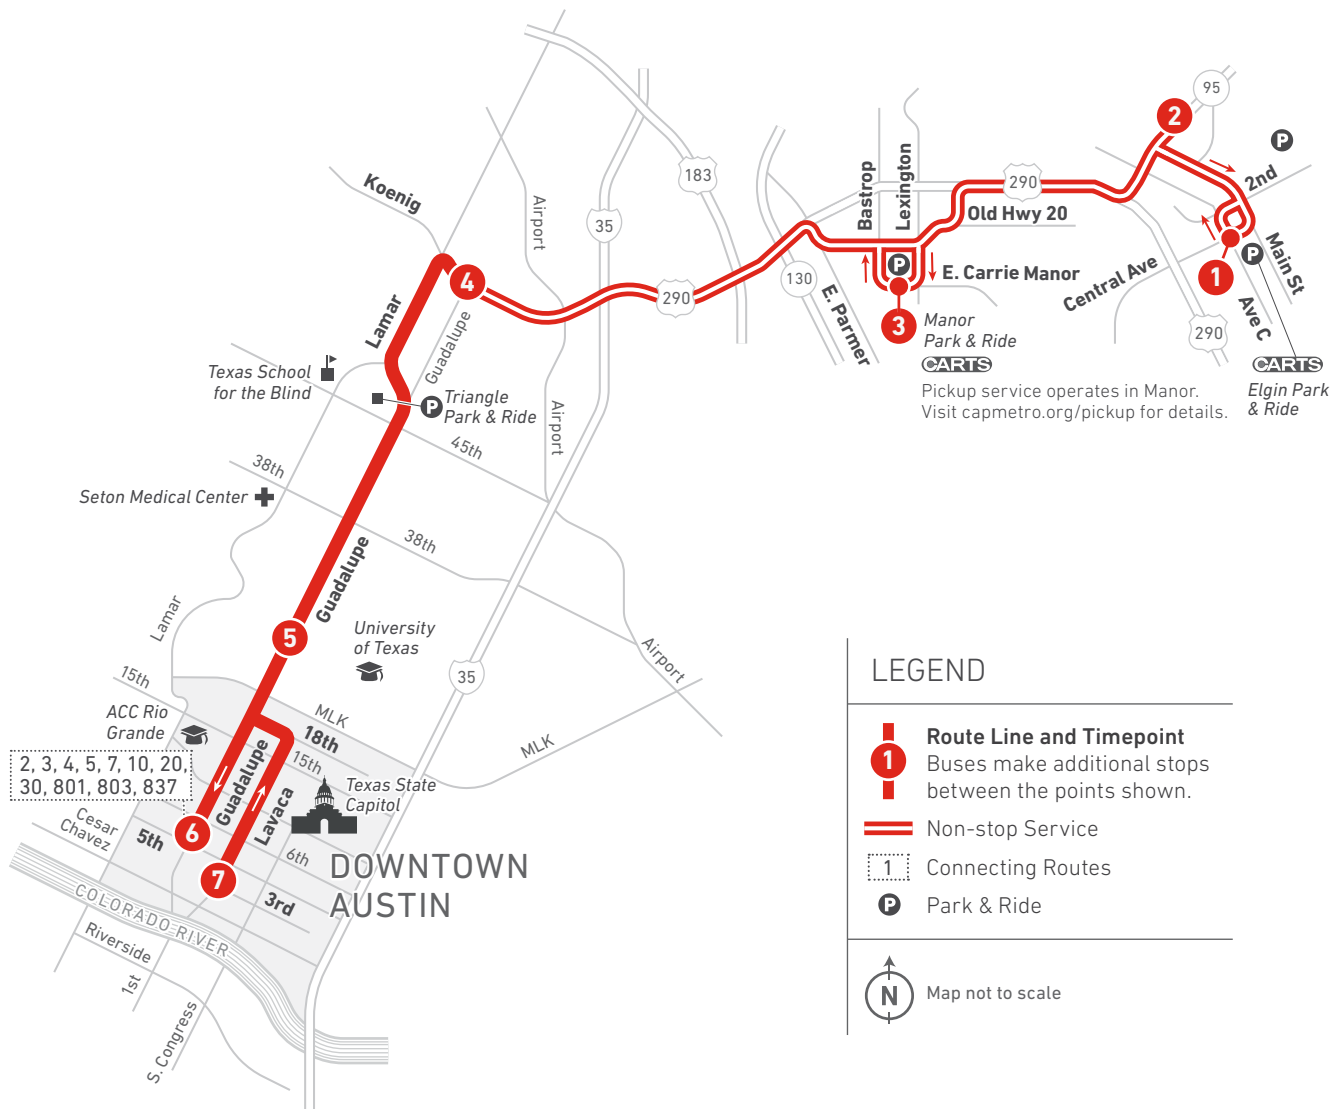 95
2
P
183
Koenig
Airport
35
Bastrop
Lexington
290
2nd
Old Hwy 20
4
130
P
E. Carrie Manor
Central Ave
1
P
Main St
Ave C
290
290
E. Parmer
3
Manor
Park & Ride
CARTS
Pickup service operates in Manor.
Visit capmetro.org/pickup for details.
CARTS
Elgin Park
& Ride
Lamar
Guadalupe
Texas School
for the Blind
P
Triangle
Park & Ride
Airport
45th
38th
Seton Medical Center
38th
Guadalupe
Lamar
5
University
of Texas
Airport
35
15th
MLK
18th
MLK
ACC Rio
Grande
2, 3, 4, 5, 7, 10, 20,
30, 801, 803, 837
Guadalupe
15th
Lavaca
Texas State
Capitol
Cesar
Chavez
5th
6
6th
7
3rd
DOWNTOWN
AUSTIN
COLORADO RIVER
Riverside
1st
S. Congress
LEGEND
1
Route Line and Timepoint
Buses make additional stops
between the points shown.
Non-stop Service
1
Connecting Routes
P
Park & Ride
N
Map not to scale